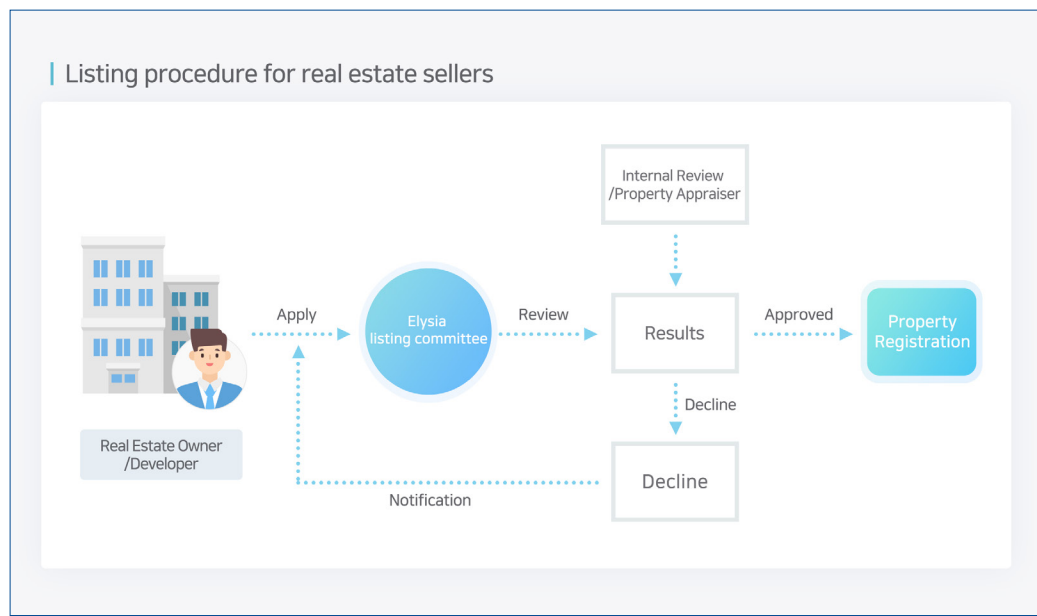 Listing procedure for real estate sellers
Internal Review
/Property Appraiser
Apply
Elysia
listing committee
Review
Results
Approved
Property
Registration
Decline
Real Estate Owner
/Developer
Decline
Notification